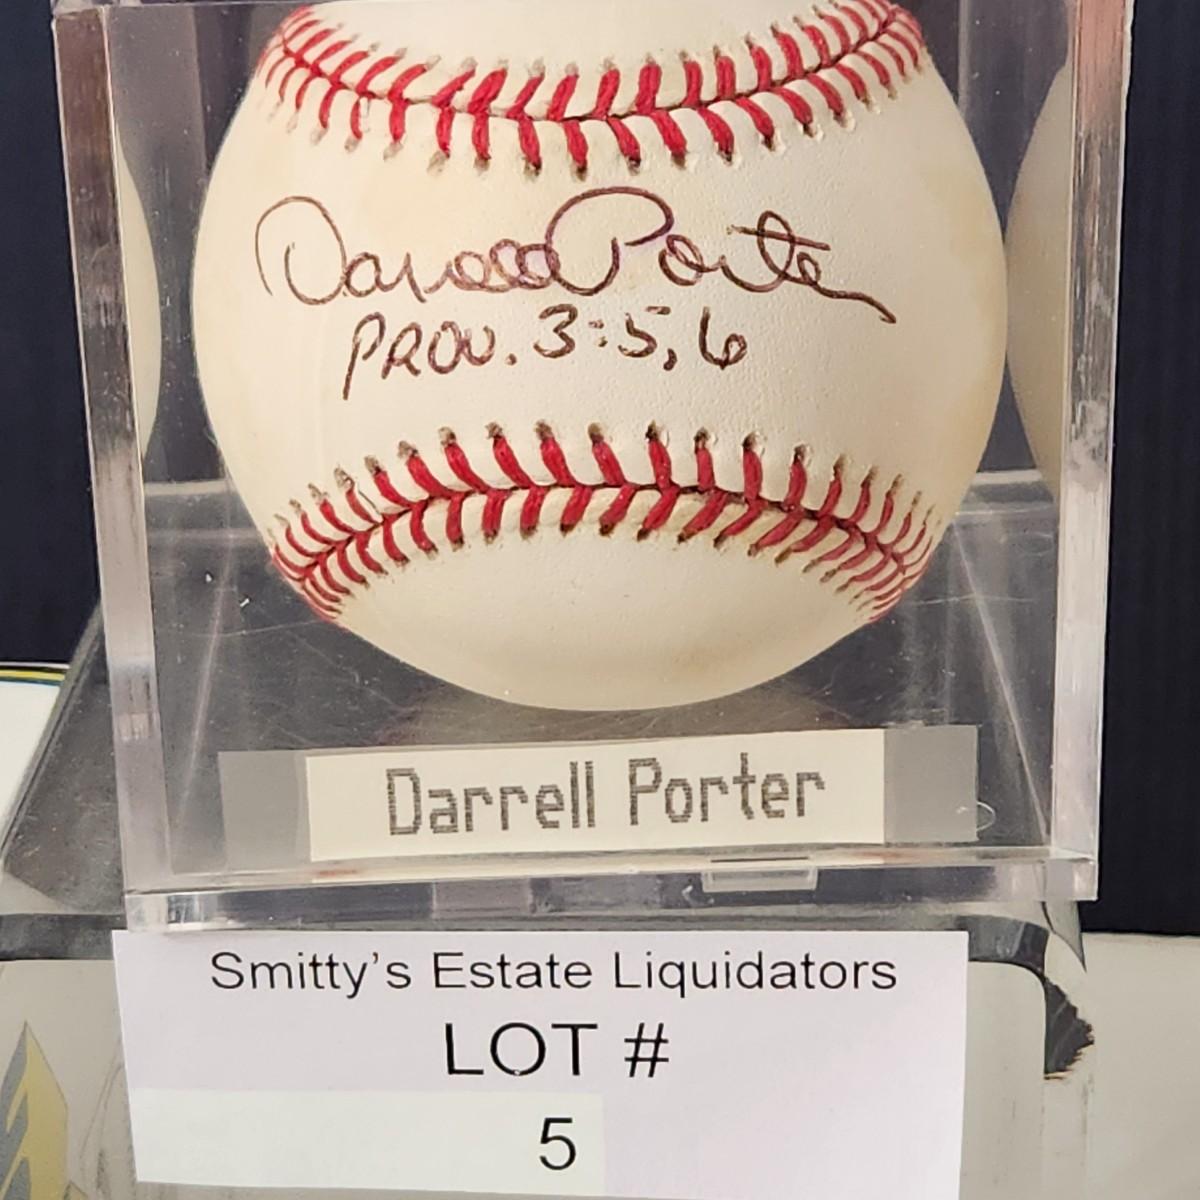 Darrell Porter
PROV. 3:5,6
Darrell Porter
Smitty's Estate Liquidators
LOT #
5